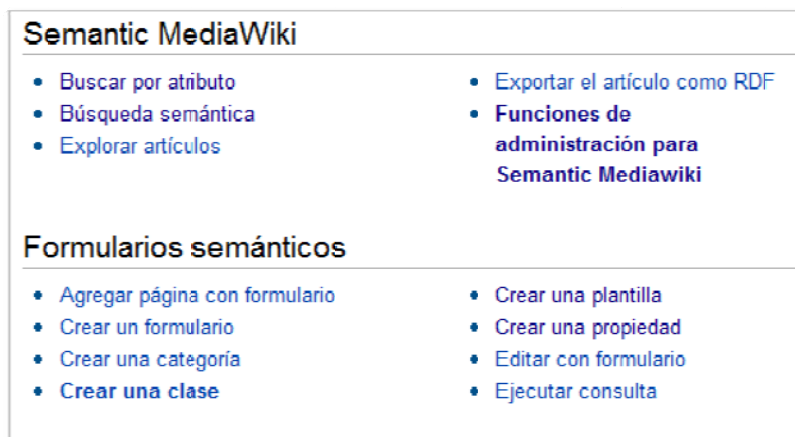 Semantic MediaWiki
Buscar por atributo
Búsqueda semántica
Explorar artículos
Exportar el artículo como RDF
Funciones de
administración para
Semantic Mediawiki
Formularios semánticos
Agregar página con formulario
Crear un formulario
Crear una categoría
Crear una clase
Crear una plantilla
Crear una propiedad
Editar con formulario
Ejecutar consulta